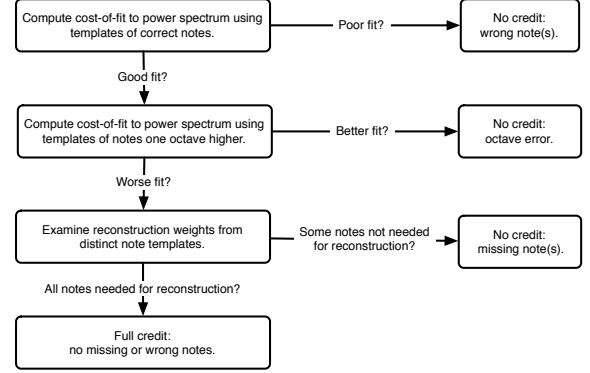 Compute cost-of-fit to power spectrum using
templates of correct notes.
Poor fit?
No credit:
wrong note(s).
Good fit?
Compute cost-of-fit to power spectrum using
templates of notes one octave higher.
Better fit?
No credit:
octave error.
Worse fit?
Examine reconstruction weights from
distinct note templates.
Some notes not needed
for reconstruction?
No credit:
missing note(s).
All notes needed for reconstruction?
Full credit:
no missing or wrong notes.